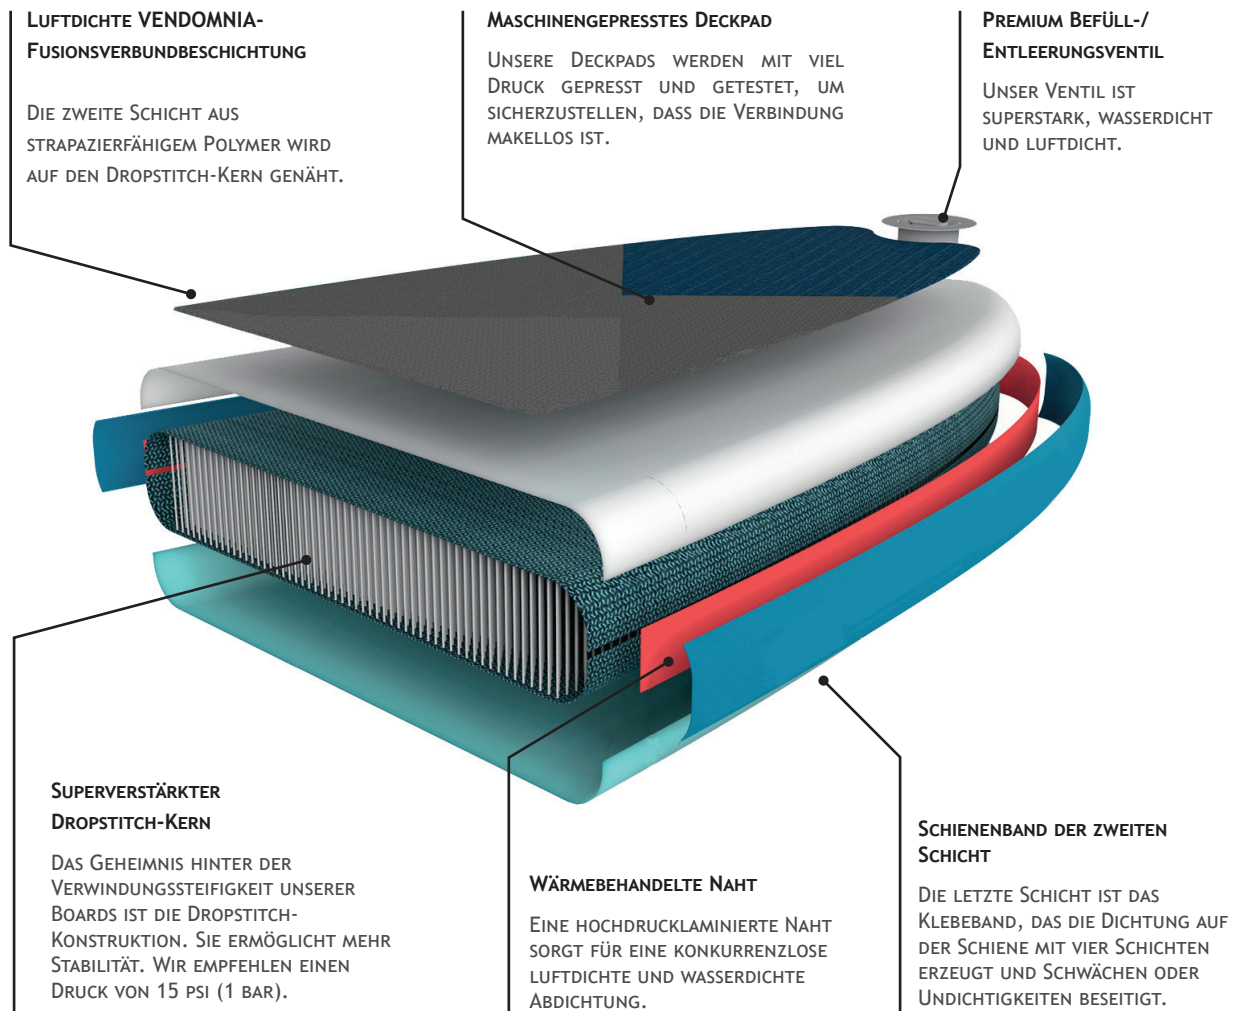 Luftdichte VENDOMNIA-
Fusionsverbundbeschichtung
Die zweite Schicht aus
strapazierfähigem Polymer wird
auf den Dropstitch-Kern genäht.
Maschinengepresstes Deckpad
Unsere Deckpads werden mit viel
Druck gepresst und getestet, um
sicherzustellen, dass die Verbindung
makellos ist.
Premium Befüll-/
Entleerungsventil
Unser Ventil ist
superstark, wasserdicht
und luftdicht.
Superverstärkter
Dropstitch-Kern
Das Geheimnis hinter der
Verwindungssteifigkeit unserer
Boards ist die Dropstitch-
Konstruktion. Sie ermöglicht mehr
Stabilität. Wir empfehlen einen
Druck von 15 psi (1 bar).
Wärmebehandelte Naht
Eine hochdrucklaminierte Naht
sorgt für eine konkurrenzlose
luftdichte und wasserdichte
Abdichtung.
Schienenband der zweiten
Schicht
Die letzte Schicht ist das
Klebeband, das die Dichtung auf
der Schiene mit vier Schichten
erzeugt und Schwächen oder
Undichtigkeiten beseitigt.